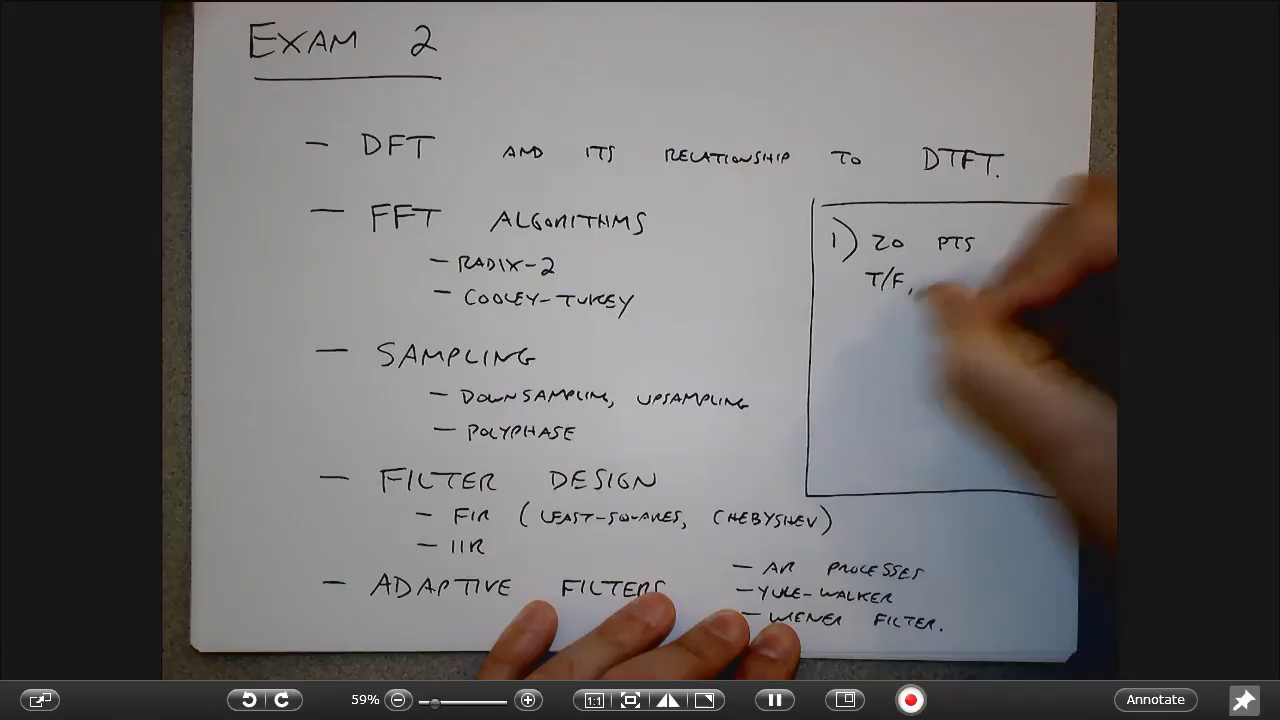 EXAM 2
- DFT AND ITS RELATIONSHIP TO DTFT.
- FFT ALGORITHMS
- RADIX-2
- COOLEY-TUKEY
- SAMPLING
- DOWNSAMPLING, UPSAMPLING
- POLYPHASE
- FILTER DESIGN
- FIR (LEAST-SQUARES, CHEBYSHEV)
- IIR
- ADAPTIVE FILTERS
- AR PROCESSES
- YULE-WALKER
- WIENER FILTER.
1) 20 PTS
T/F,
59%
1:1
Annotate